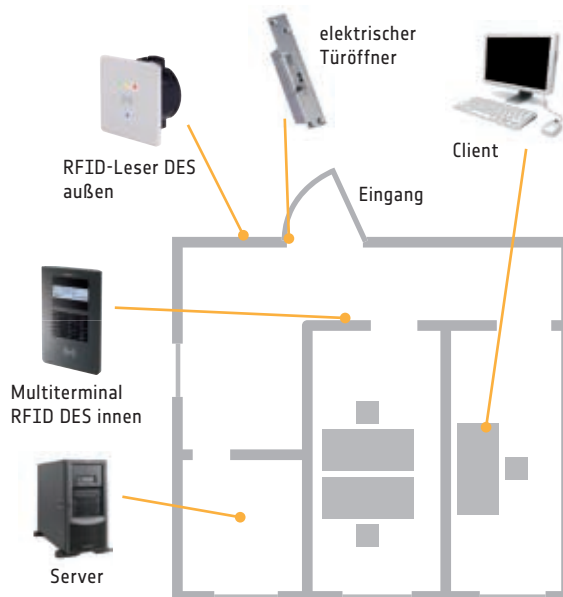 elektrischer
Türöffner
RFID-Leser DES
außen
Client
Eingang
Multiterminal
RFID DES innen
Server